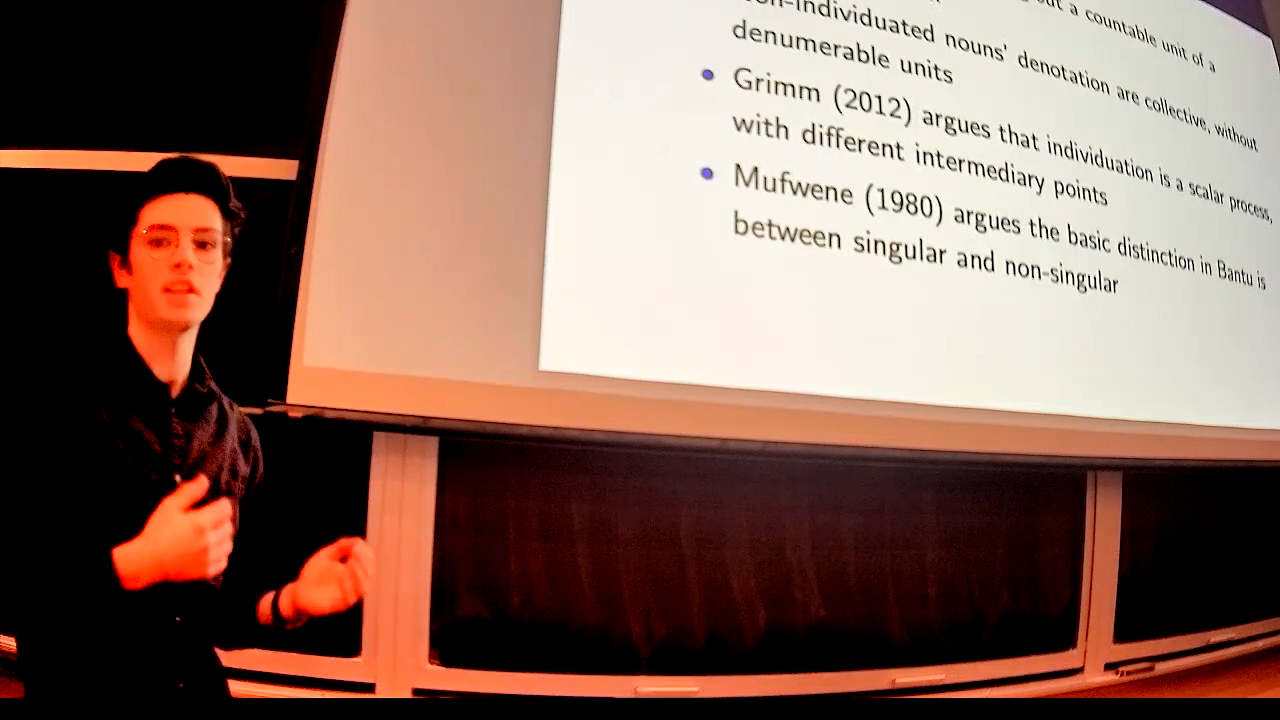 out a countable unit of a
non-individuated nouns' denotation are collective, without
denumerable units
• Grimm (2012) argues that individuation is a scalar process,
with different intermediary points
• Mufwene (1980) argues the basic distinction in Bantu is
between singular and non-singular